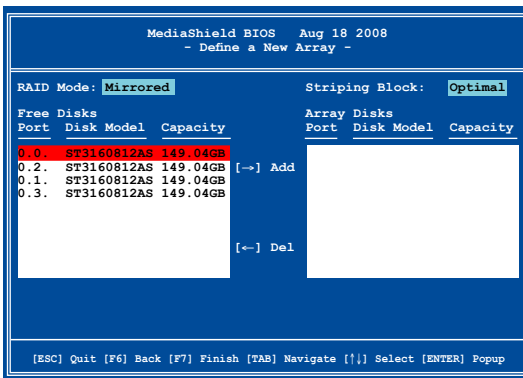 MediaShield BIOS Aug 18 2008
- Define a New Array -
RAID Mode: Mirrored Striping Block: Optimal
Free Disks Array Disks
Port Disk Model Capacity Port Disk Model Capacity
0.0. ST3160812AS 149.04GB
0.2. ST3160812AS 149.04GB [→] Add
0.1. ST3160812AS 149.04GB
0.3. ST3160812AS 149.04GB
[←] Del
[ESC] Quit [F6] Back [F7] Finish [TAB] Navigate [↑↓] Select [ENTER] Popup